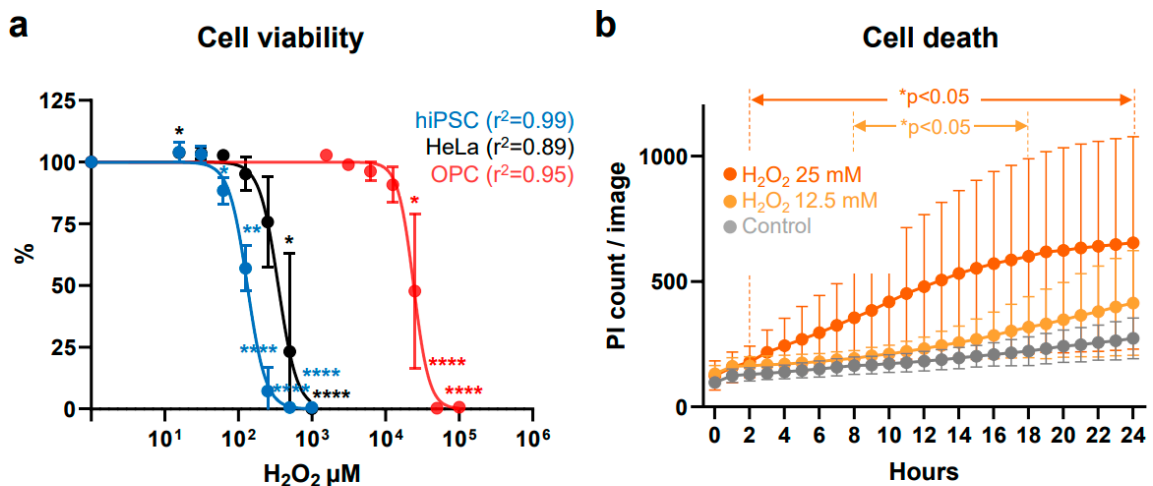 a
Cell viability
125
100
75
50
25
0
%
10¹
10²
10³
10⁴
10⁵
10⁶
H₂O₂ µM
hiPSC (r²=0.99)
HeLa (r²=0.89)
OPC (r²=0.95)
*
*
**
****
****
****
*
****
*
****
****
b
Cell death
*p<0.05
*p<0.05
1000
500
0
PI count / image
H₂O₂ 25 mM
H₂O₂ 12.5 mM
Control
0 2 4 6 8 10 12 14 16 18 20 22 24
Hours